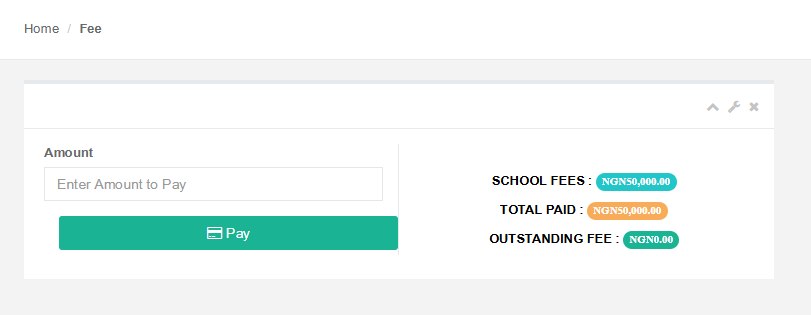 Home / Fee
Amount
Enter Amount to Pay
Pay
SCHOOL FEES : NGN50,000.00
TOTAL PAID : NGN50,000.00
OUTSTANDING FEE : NGN0.00